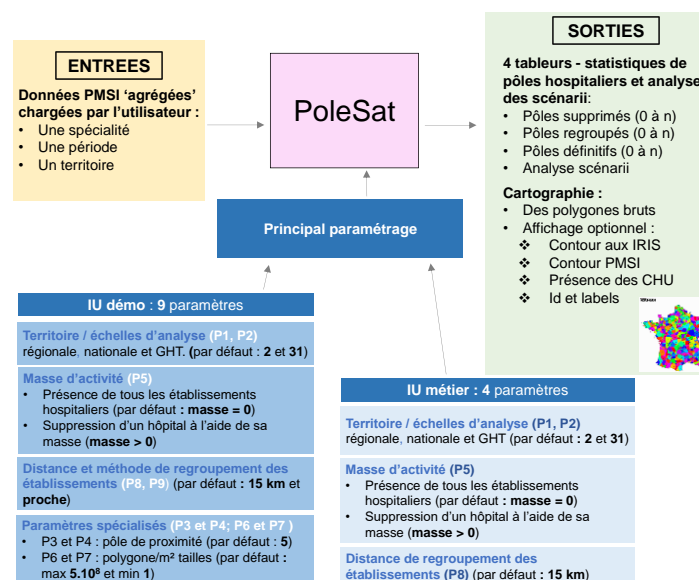 ENTREES
Données PMSI ‘agrégées’
chargées par l’utilisateur :
• Une spécialité
• Une période
• Un territoire
PoleSat
Principal paramétrage
SORTIES
4 tableurs - statistiques de
pôles hospitaliers et analyse
des scénarii:
• Pôles supprimés (0 à n)
• Pôles regroupés (0 à n)
• Pôles définitifs (0 à n)
• Analyse scénarii
Cartographie :
• Des polygones bruts
• Affichage optionnel :
❖ Contour aux IRIS
❖ Contour PMSI
❖ Présence des CHU
❖ Id et labels
IU démo : 9 paramètres
Territoire / échelles d’analyse (P1, P2)
régionale, nationale et GHT. (par défaut : 2 et 31)
Masse d’activité (P5)
• Présence de tous les établissements
hospitaliers (par défaut : masse = 0)
• Suppression d’un hôpital à l’aide de sa
masse (masse > 0)
Distance et méthode de regroupement des
établissements (P8, P9) (par défaut : 15 km et
proche)
Paramètres spécialisés (P3 et P4; P6 et P7 )
• P3 et P4 : pôle de proximité (par défaut : 5)
• P6 et P7 : polygone/m² tailles (par défaut :
max 5.10⁸ et min 1)
IU métier : 4 paramètres
Territoire / échelles d’analyse (P1, P2)
régionale, nationale et GHT (par défaut : 2 et 31)
Masse d’activité (P5)
• Présence de tous les établissements
hospitaliers (par défaut : masse = 0)
• Suppression d’un hôpital à l’aide de sa
masse (masse > 0)
Distance de regroupement des
établissements (P8) (par défaut : 15 km)